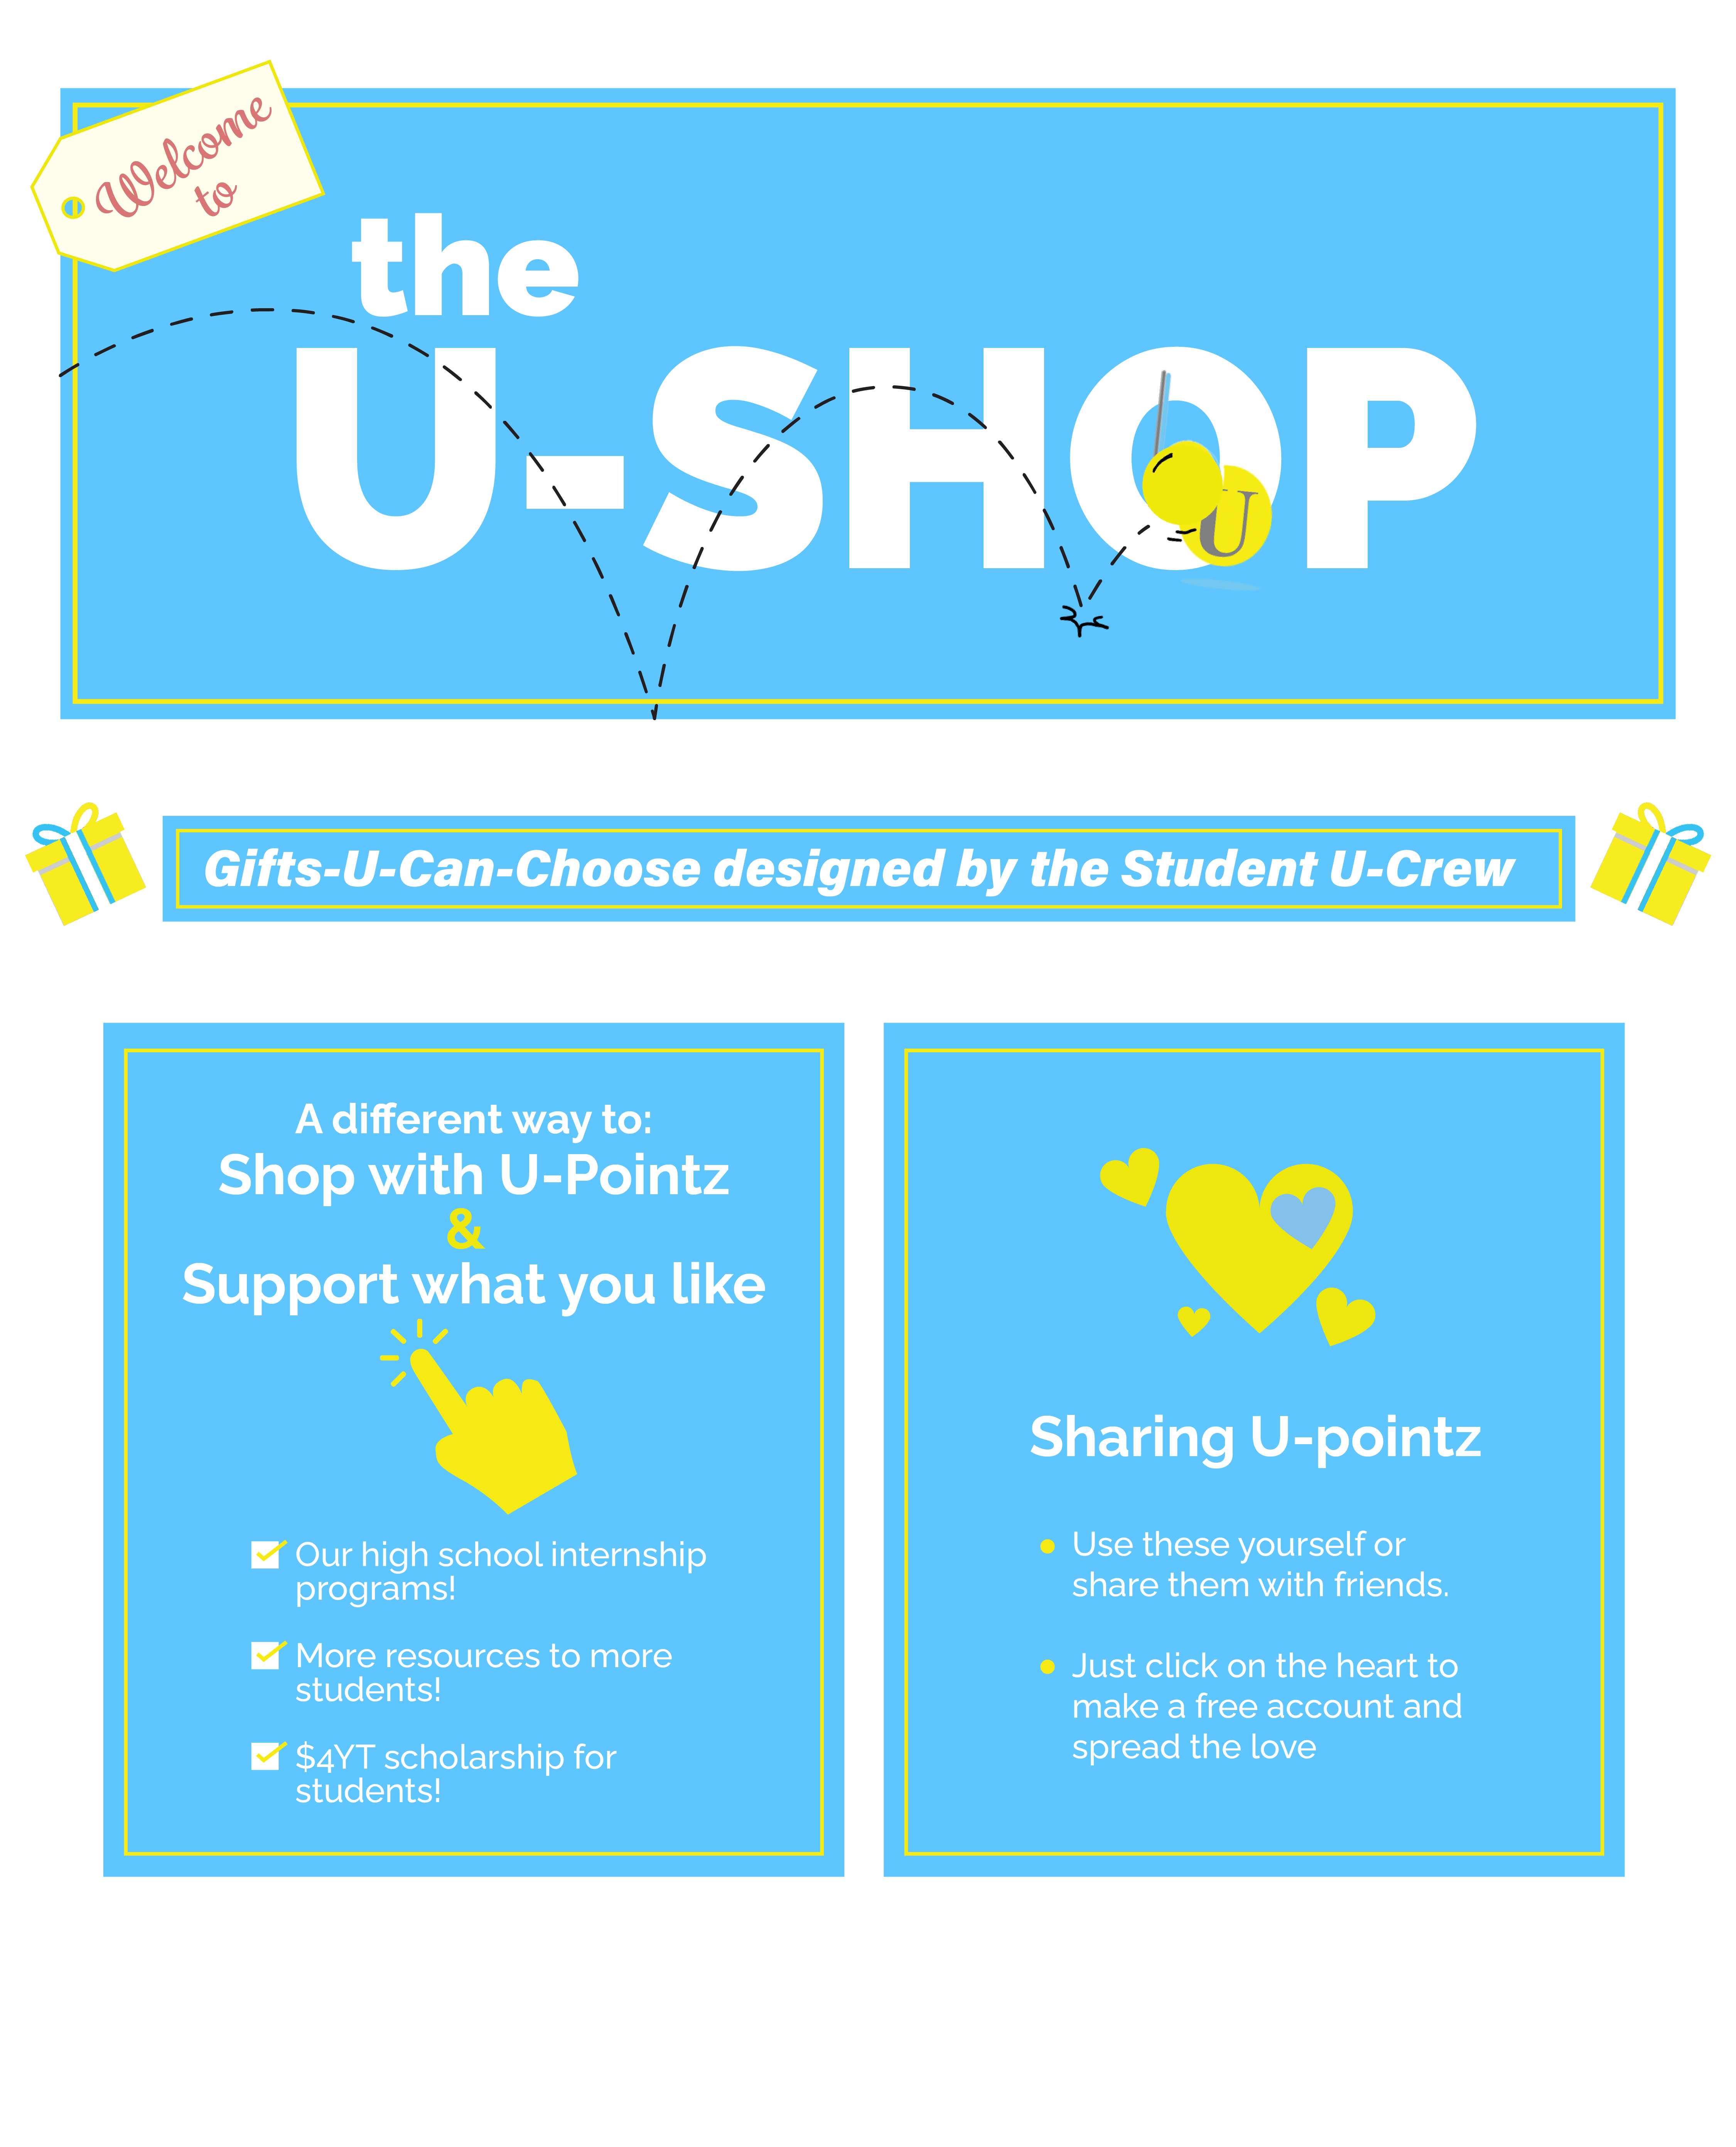 Welcome
to
the
U-SHOP
U
Gifts-U-Can-Choose designed by the Student U-Crew
A different way to:
Shop with U-Pointz
&
Support what you like
Our high school internship
programs!
More resources to more
students!
$4YT scholarship for
students!
Sharing U-pointz
Use these yourself or
share them with friends.
Just click on the heart to
make a free account and
spread the love